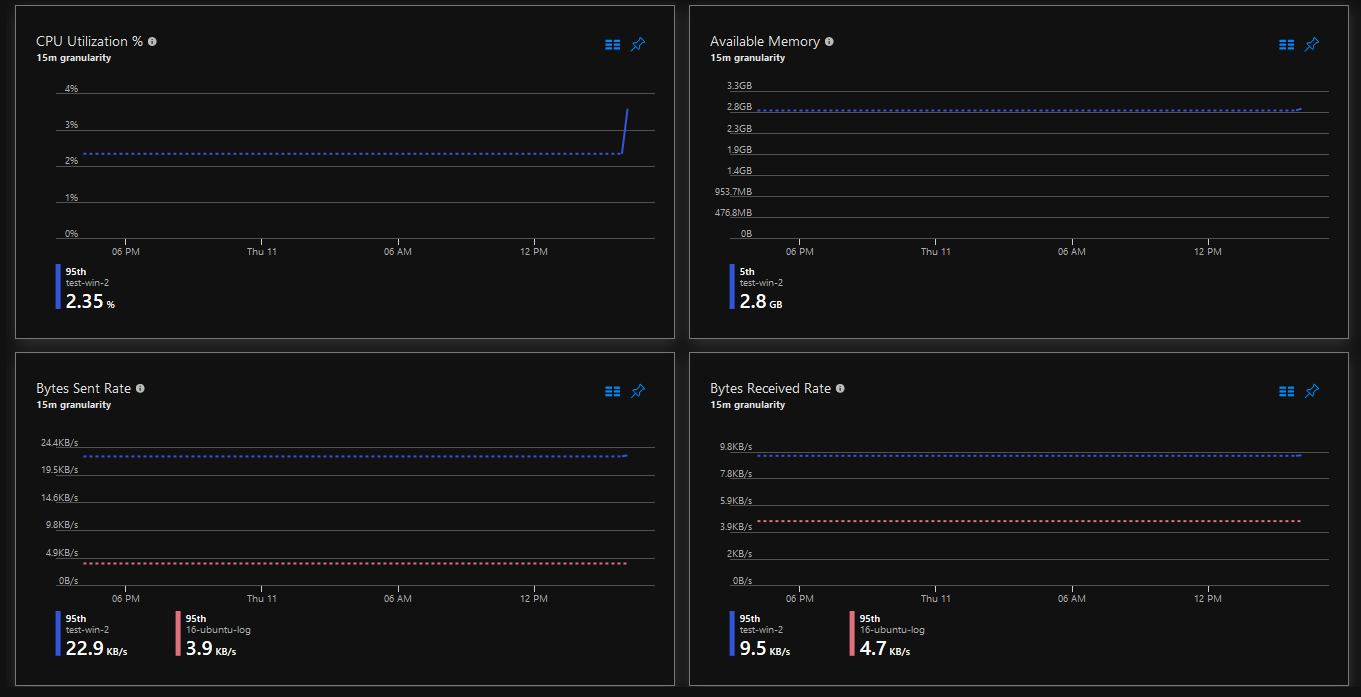 CPU Utilization %
15m granularity
4%
3%
2%
1%
0%
06 PM
Thu 11
06 AM
12 PM
95th
test-win-2
2.35 %
Available Memory
15m granularity
3.3GB
2.8GB
2.3GB
1.9GB
1.4GB
953.7MB
476.8MB
0B
06 PM
Thu 11
06 AM
12 PM
5th
test-win-2
2.8 GB
Bytes Sent Rate
15m granularity
24.4KB/s
19.5KB/s
14.6KB/s
9.8KB/s
4.9KB/s
0B/s
06 PM
Thu 11
06 AM
12 PM
95th
test-win-2
22.9 KB/s
95th
16-ubuntu-log
3.9 KB/s
Bytes Received Rate
15m granularity
9.8KB/s
7.8KB/s
5.9KB/s
3.9KB/s
2KB/s
0B/s
06 PM
Thu 11
06 AM
12 PM
95th
test-win-2
9.5 KB/s
95th
16-ubuntu-log
4.7 KB/s